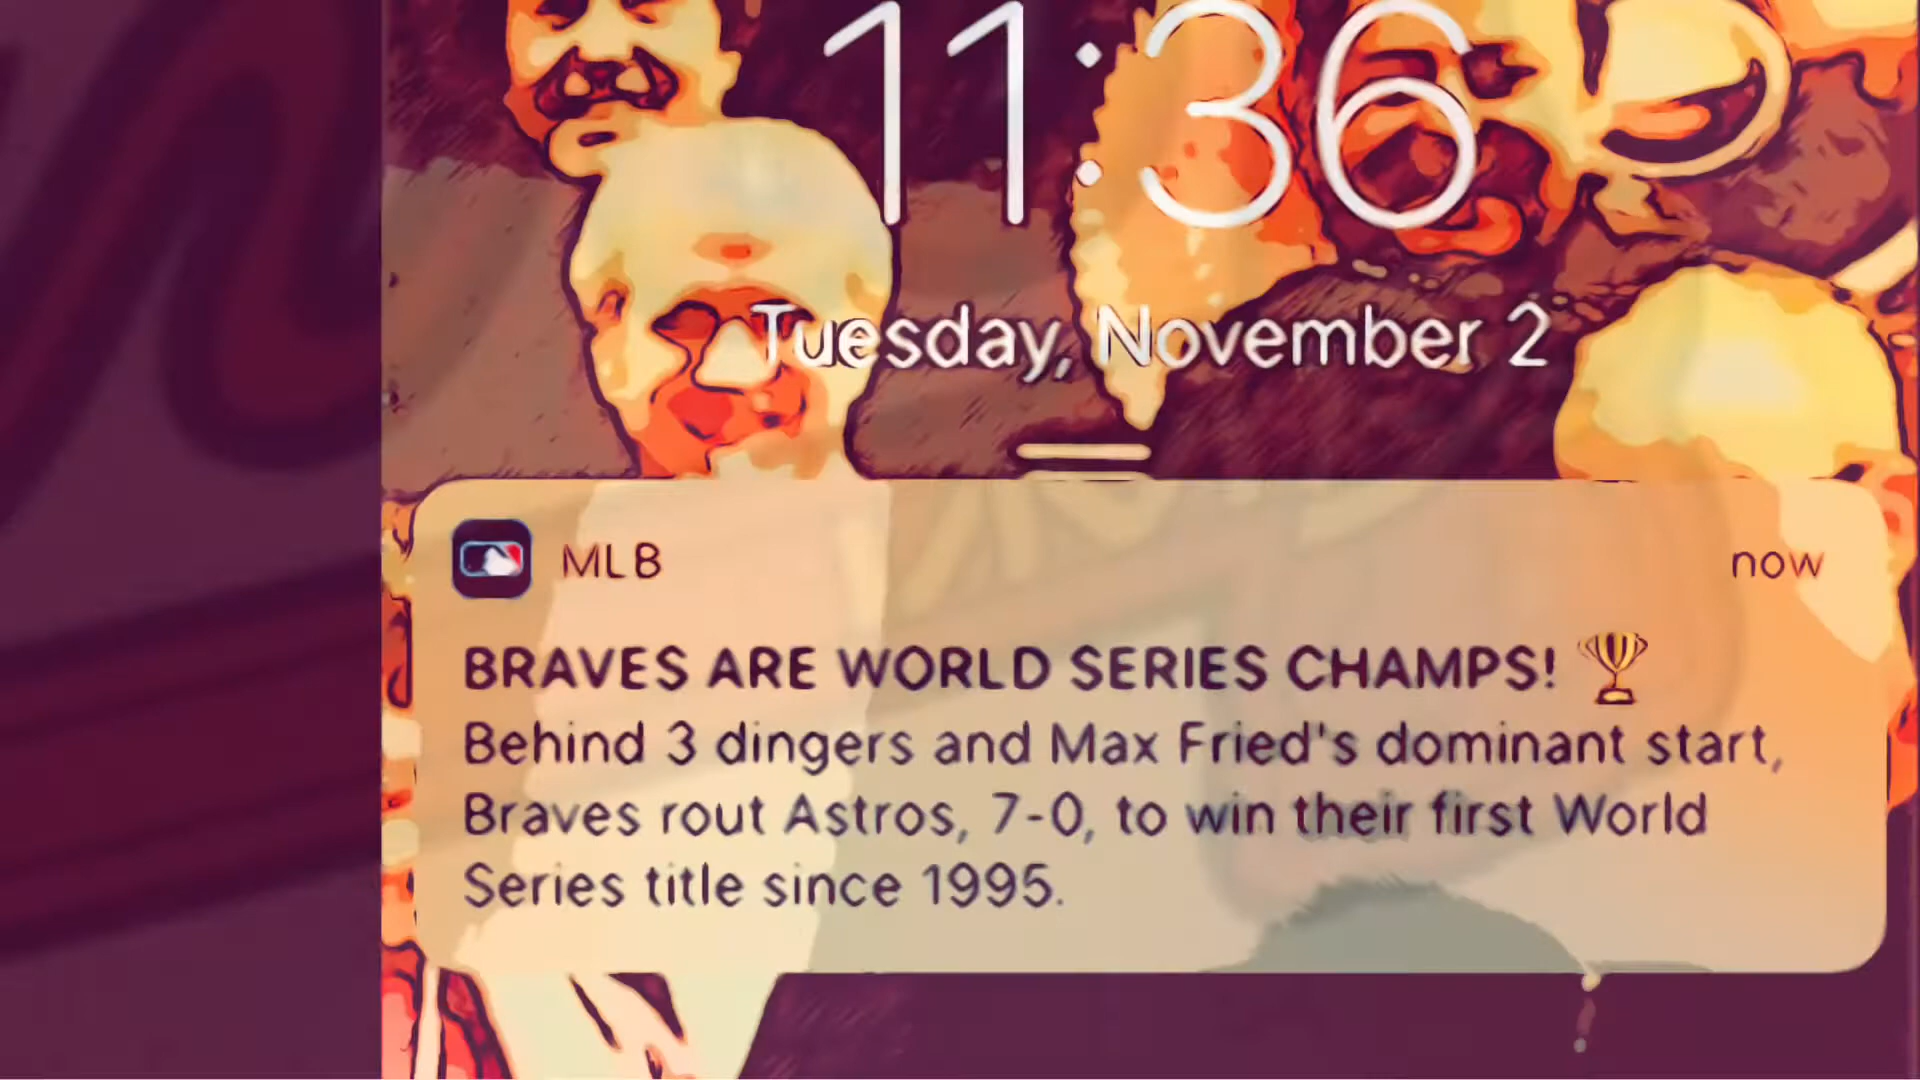 11:36
Tuesday, November 2
MLB
now
BRAVES ARE WORLD SERIES CHAMPS! 🏆
Behind 3 dingers and Max Fried's dominant start,
Braves rout Astros, 7-0, to win their first World
Series title since 1995.